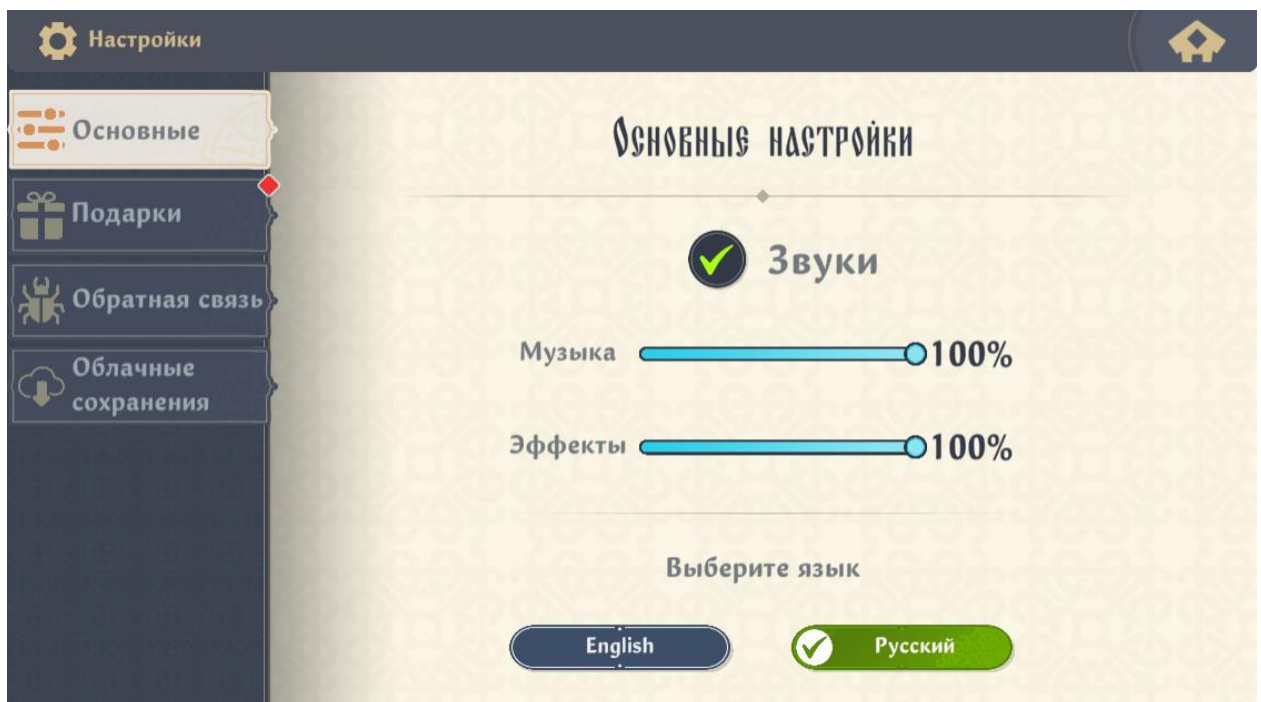 Настройки
Основные
Подарки
Обратная связь
Облачные
сохранения
Основные настройки
Звуки
Музыка 100%
Эффекты 100%
Выберите язык
English Русский